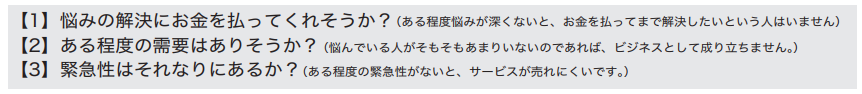 【1】悩みの解決にお金を払ってくれそうか？（ある程度悩みが深くないと、お金を払ってまで解決したいという人はいません）
【2】ある程度の需要はありそうか？（悩んでいる人がそもそもあまりいないのであれば、ビジネスとして成り立ちません。）
【3】緊急性はそれなりにあるか？（ある程度の緊急性がないと、サービスが売れにくいです。）